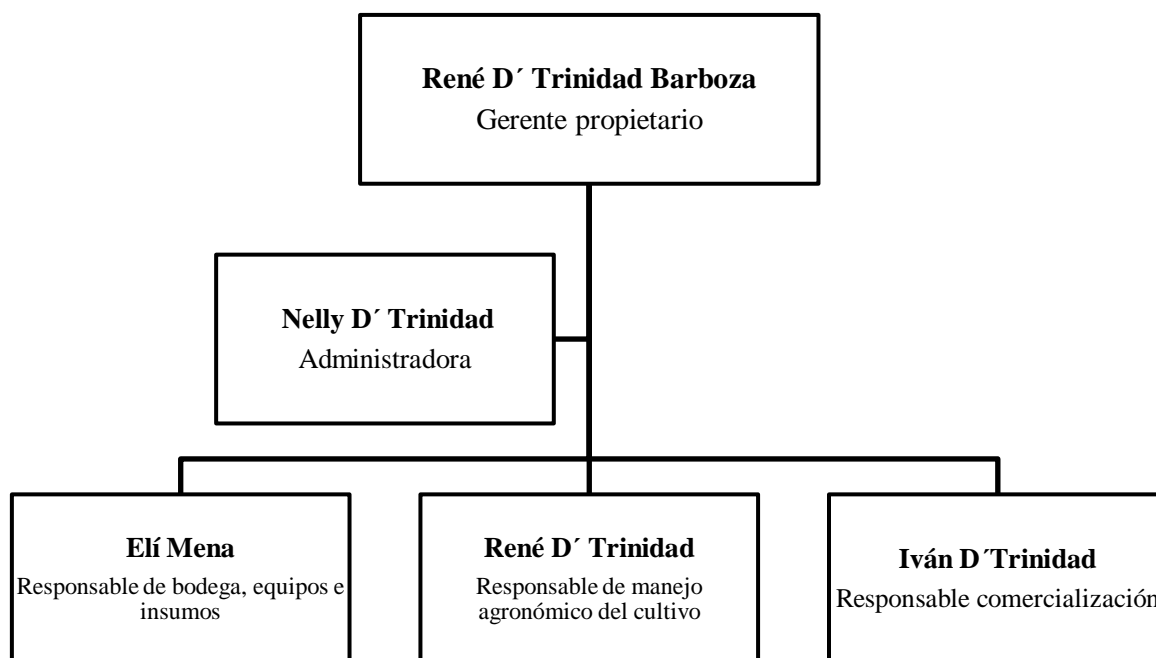 René D´ Trinidad Barboza
Gerente propietario
Nelly D´ Trinidad
Administradora
Elí Mena
Responsable de bodega, equipos e
insumos
René D´ Trinidad
Responsable de manejo
agronómico del cultivo
Iván D´Trinidad
Responsable comercialización